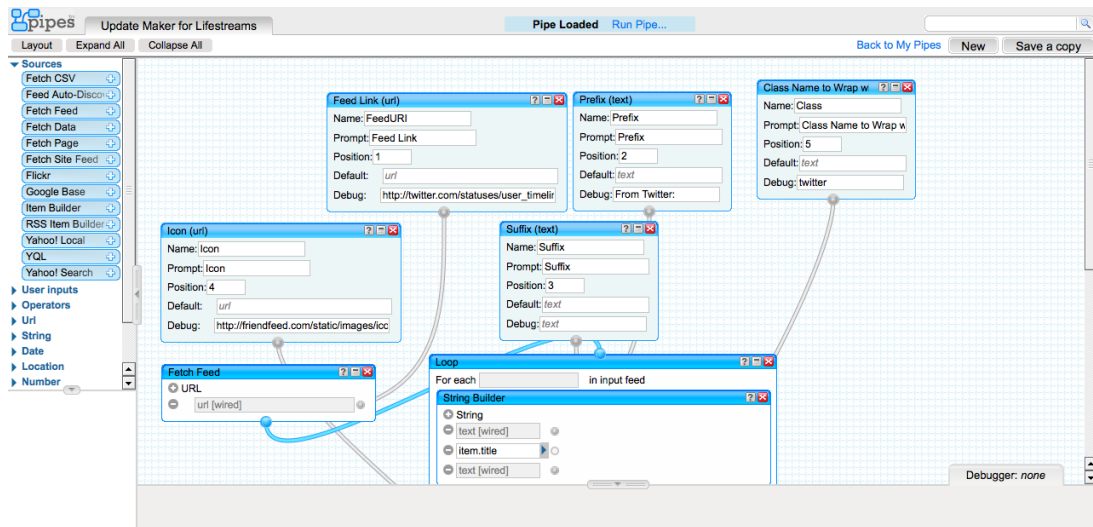 pipes
Update Maker for Lifestreams
Pipe Loaded Run Pipe...
Layout Expand All Collapse All
Back to My Pipes New Save a copy
Sources
Fetch CSV
Feed Auto-Discov
Fetch Feed
Fetch Data
Fetch Page
Fetch Site Feed
Flickr
Google Base
Item Builder
RSS Item Builder
Yahoo! Local
YQL
Yahoo! Search
User inputs
Operators
Url
String
Date
Location
Number
Feed Link (url)
Name: FeedURI
Prompt: Feed Link
Position: 1
Default: url
Debug: http://twitter.com/statuses/user_timelin
Prefix (text)
Name: Prefix
Prompt: Prefix
Position: 2
Default: text
Debug: From Twitter:
Class Name to Wrap w
Name: Class
Prompt: Class Name to Wrap w
Position: 5
Default: text
Debug: twitter
Icon (url)
Name: Icon
Prompt: Icon
Position: 4
Default: url
Debug: http://friendfeed.com/static/images/ico
Suffix (text)
Name: Suffix
Prompt: Suffix
Position: 3
Default: text
Debug: text
Fetch Feed
URL
url [wired]
Loop
For each in input feed
String Builder
String
text [wired]
item.title
text [wired]
Debugger: none